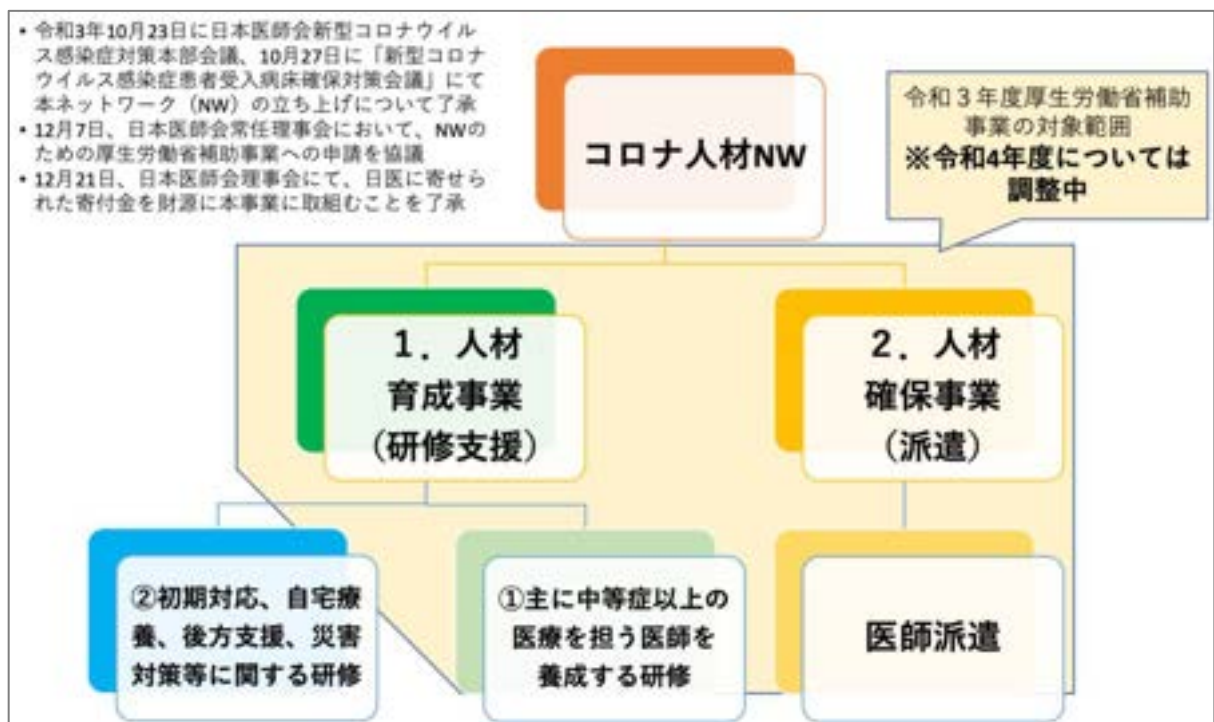 • 令和3年10月23日に日本医師会新型コロナウイル
ス感染症対策本部会議、10月27日に「新型コロナ
ウイルス感染症患者受入病床確保対策会議」にて
本ネットワーク（NW）の立ち上げについて了承
• 12月7日、日本医師会常任理事会において、NWの
ための厚生労働省補助事業への申請を協議
• 12月21日、日本医師会理事会にて、日医に寄せら
れた寄付金を財源に本事業に取組むことを了承
コロナ人材NW
令和３年度厚生労働省補助
事業の対象範囲
※令和4年度については
調整中
１．人材
育成事業
（研修支援）
２．人材
確保事業
（派遣）
②初期対応、自宅療
養、後方支援、災害
対策等に関する研修
①主に中等症以上の
医療を担う医師を
養成する研修
医師派遣